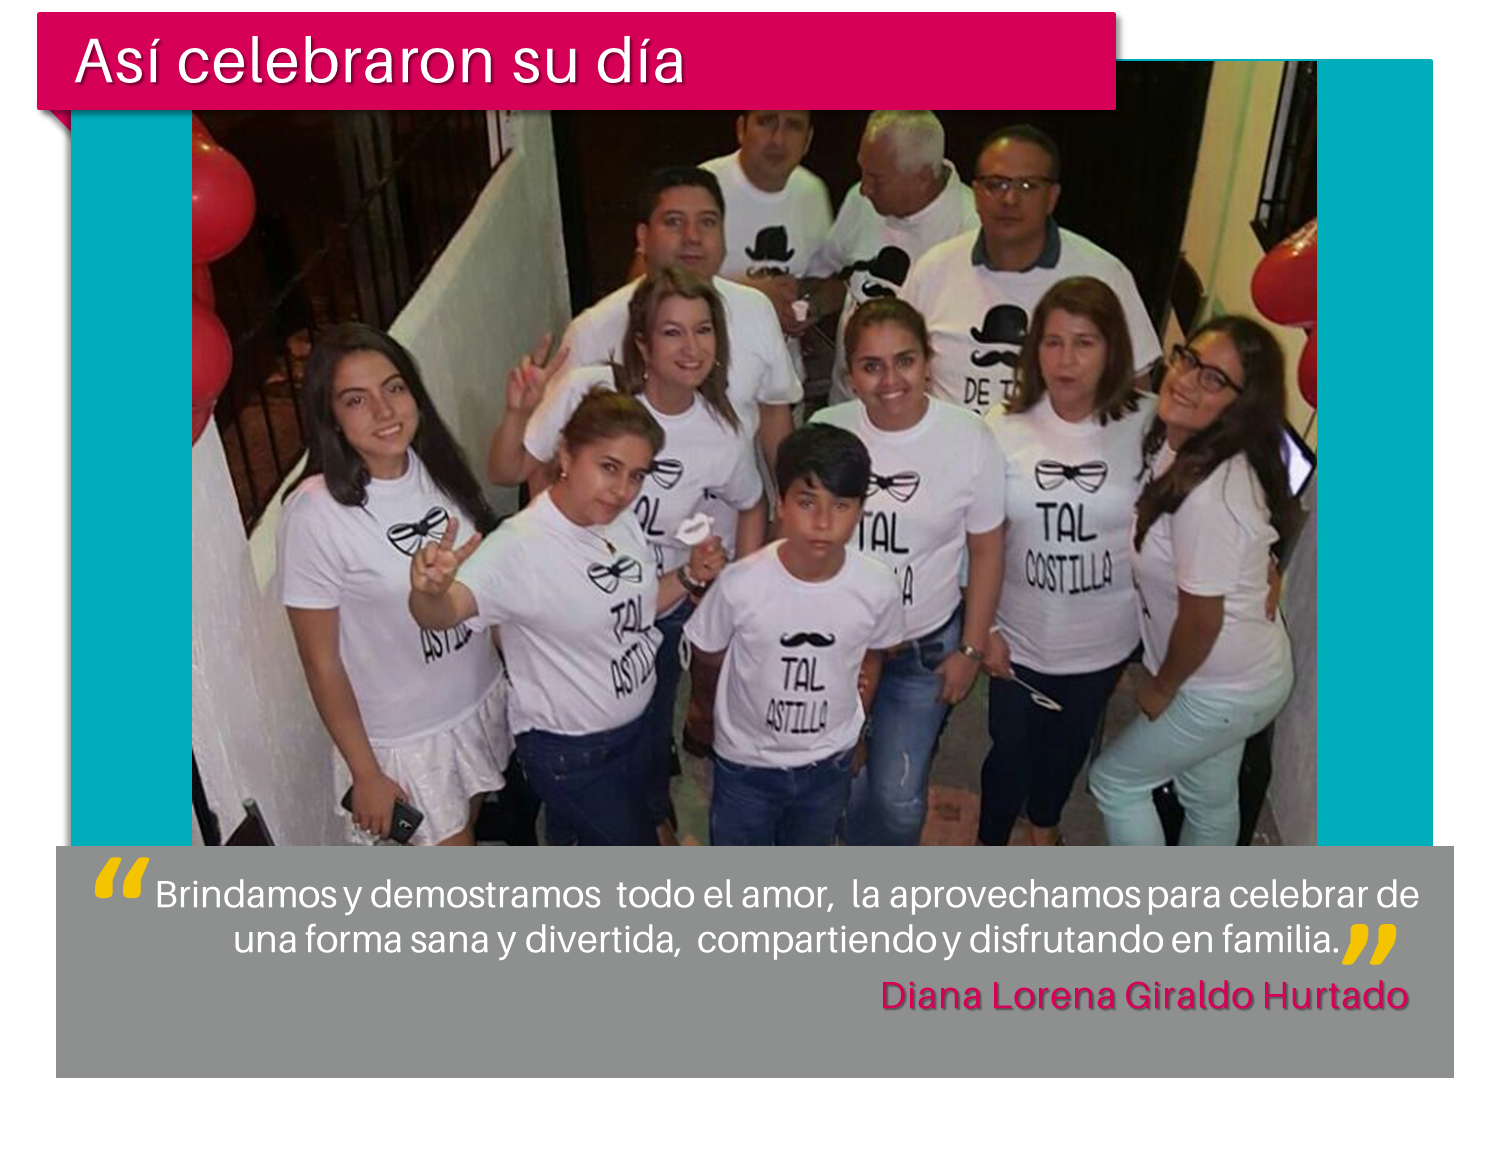 Así celebraron su día
DE T
TAL
ASTILLA
TAL
ASTILLA
TAL
TAL
COSTILLA
“Brindamos y demostramos todo el amor, la aprovechamos para celebrar de
una forma sana y divertida, compartiendo y disfrutando en familia.”
Diana Lorena Giraldo Hurtado